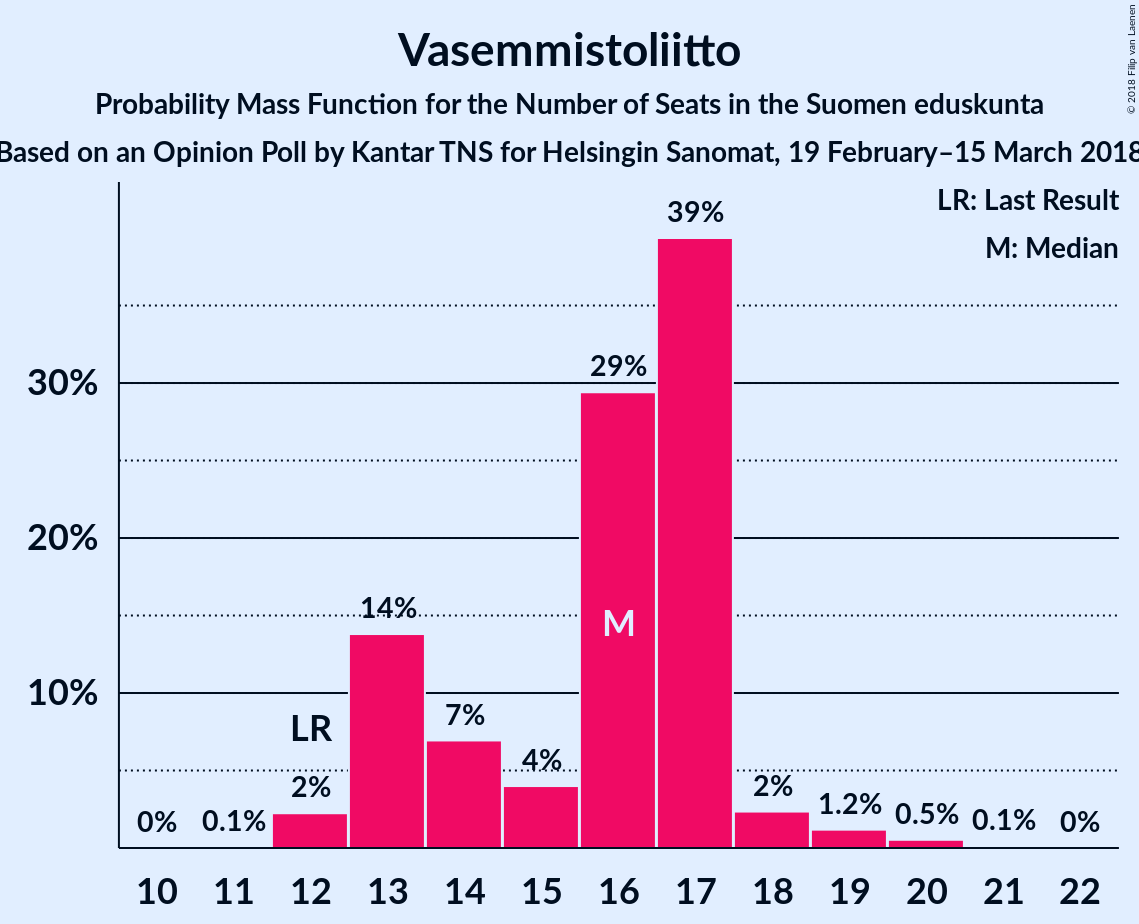 Vasemmistoliitto
Probability Mass Function for the Number of Seats in the Suomen eduskunta
Based on an Opinion Poll by Kantar TNS for Helsingin Sanomat, 19 February–15 March 2018
© 2018 Filip van Laenen
LR: Last Result
M: Median
39%
29%
30%
20%
14%
M
10%
7%
LR
4%
2%
2%
1.2%
0.5%
0%
0.1%
0.1%
0%
10 11 12 13 14 15 16 17 18 19 20 21 22